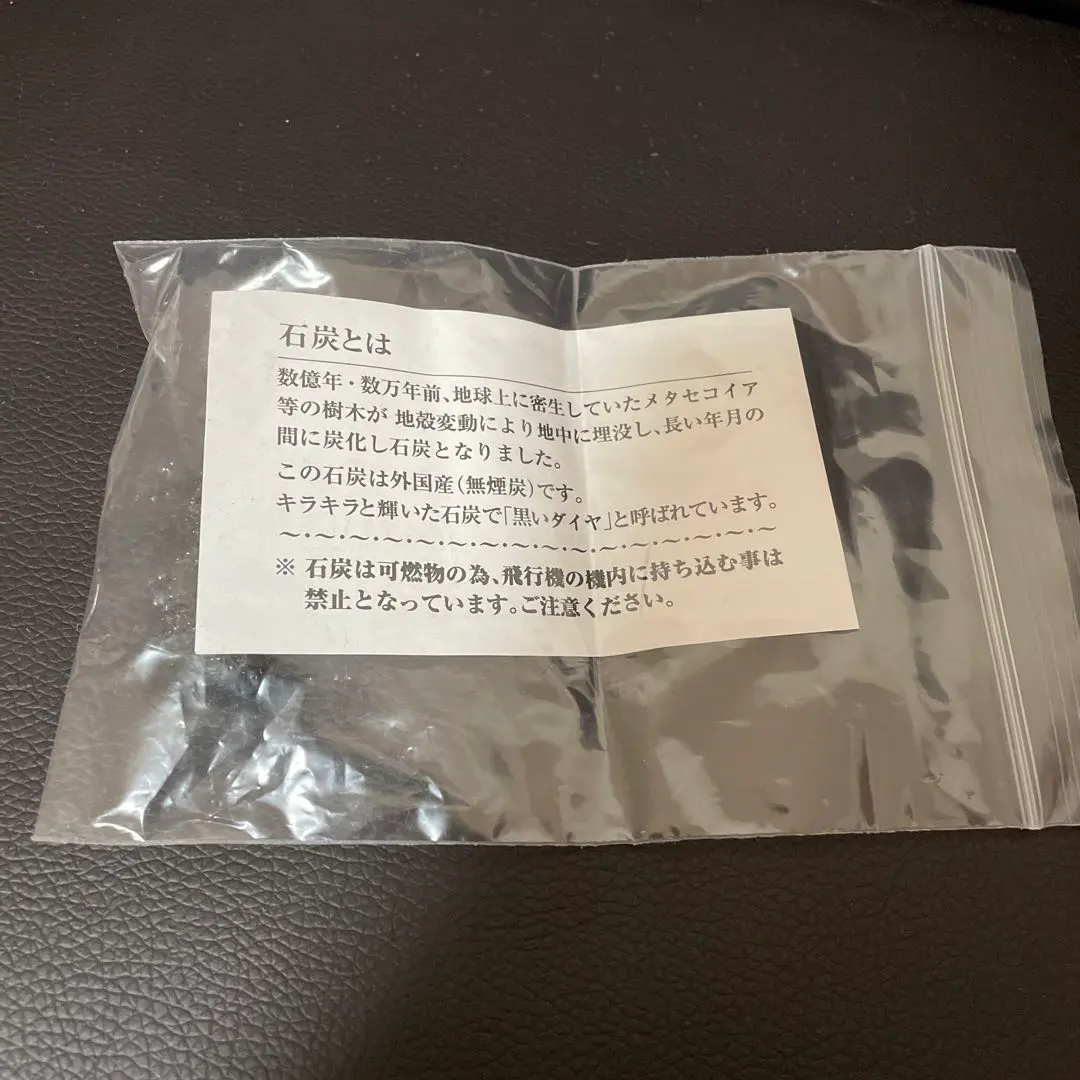 石炭とは
数億年・数万年前、地球上に密生していたメタセコイア
等の樹木が 地殻変動により地中に埋没し、長い年月の
間に炭化し石炭となりました。
この石炭は外国産(無煙炭)です。
キラキラと輝いた石炭で「黒いダイヤ」と呼ばれています。
～・～・～・～・～・～・～・～・～・～・～・～・～・～・～・～
※ 石炭は可燃物の為、飛行機の機内に持ち込む事は
禁止となっています。ご注意ください。